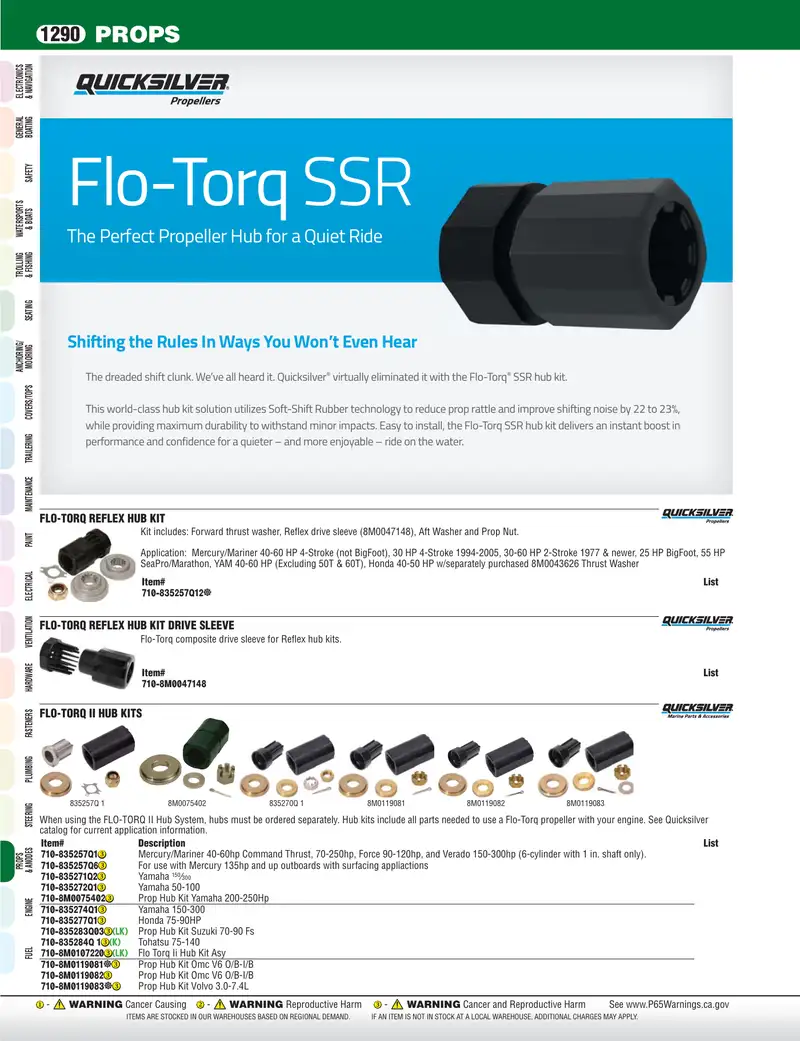 1290 PROPS
ELECTRONICS
& NAVIGATION
GENERAL
BOATING
SAFETY
WATERSPORTS
& BOATS
TROLLING
& FISHING
SEATING
ANCHORING/
MOORING
COVERS/TOPS
TRAILERING
MAINTENANCE
PAINT
ELECTRICAL
VENTILATION
HARDWARE
FASTENERS
PLUMBING
STEERING
PROPS
& ANODES
ENGINE
FUEL
QUICKSILVER®
Propellers
Flo-Torq SSR
The Perfect Propeller Hub for a Quiet Ride
Shifting the Rules In Ways You Won’t Even Hear
The dreaded shift clunk. We’ve all heard it. Quicksilver® virtually eliminated it with the Flo-Torq® SSR hub kit.
This world-class hub kit solution utilizes Soft-Shift Rubber technology to reduce prop rattle and improve shifting noise by 22 to 23%,
while providing maximum durability to withstand minor impacts. Easy to install, the Flo-Torq SSR hub kit delivers an instant boost in
performance and confidence for a quieter – and more enjoyable – ride on the water.
FLO-TORQ REFLEX HUB KIT
QUICKSILVER
Propellers
Kit includes: Forward thrust washer, Reflex drive sleeve (8M0047148), Aft Washer and Prop Nut.
Application: Mercury/Mariner 40-60 HP 4-Stroke (not BigFoot), 30 HP 4-Stroke 1994-2005, 30-60 HP 2-Stroke 1977 & newer, 25 HP BigFoot, 55 HP
SeaPro/Marathon, YAM 40-60 HP (Excluding 50T & 60T), Honda 40-50 HP w/separately purchased 8M0043626 Thrust Washer
Item# List
710-835257Q12
FLO-TORQ REFLEX HUB KIT DRIVE SLEEVE
QUICKSILVER
Propellers
Flo-Torq composite drive sleeve for Reflex hub kits.
Item# List
710-8M0047148
FLO-TORQ II HUB KITS
QUICKSILVER
Marine Parts & Accessories
835257Q 1 8M0075402 835270Q 1 8M0119081 8M0119082 8M0119083
When using the FLO-TORQ II Hub System, hubs must be ordered separately. Hub kits include all parts needed to use a Flo-Torq propeller with your engine. See Quicksilver
catalog for current application information.
Item# Description List
710-835257Q1 3 Mercury/Mariner 40-60hp Command Thrust, 70-250hp, Force 90-120hp, and Verado 150-300hp (6-cylinder with 1 in. shaft only).
710-835257Q6 3 For use with Mercury 135hp and up outboards with surfacing appliactions
710-835271Q2 3 Yamaha 150/200
710-835272Q1 3 Yamaha 50-100
710-8M0075402 3 Prop Hub Kit Yamaha 200-250Hp
710-835274Q1 3 Yamaha 150-300
710-835277Q1 3 Honda 75-90HP
710-835283Q03 3 (LK) Prop Hub Kit Suzuki 70-90 Fs
710-835284Q 1 3 (K) Tohatsu 75-140
710-8M0107220 3 (LK) Flo Torq Ii Hub Kit Asy
710-8M0119081 3 Prop Hub Kit Omc V6 O/B-I/B
710-8M0119082 3 Prop Hub Kit Omc V6 O/B-I/B
710-8M0119083 3 Prop Hub Kit Volvo 3.0-7.4L
1 - WARNING Cancer Causing 2 - WARNING Reproductive Harm 3 - WARNING Cancer and Reproductive Harm See www.P65Warnings.ca.gov
ITEMS ARE STOCKED IN OUR WAREHOUSES BASED ON REGIONAL DEMAND. IF AN ITEM IS NOT IN STOCK AT A LOCAL WAREHOUSE. ADDITIONAL CHARGES MAY APPLY.